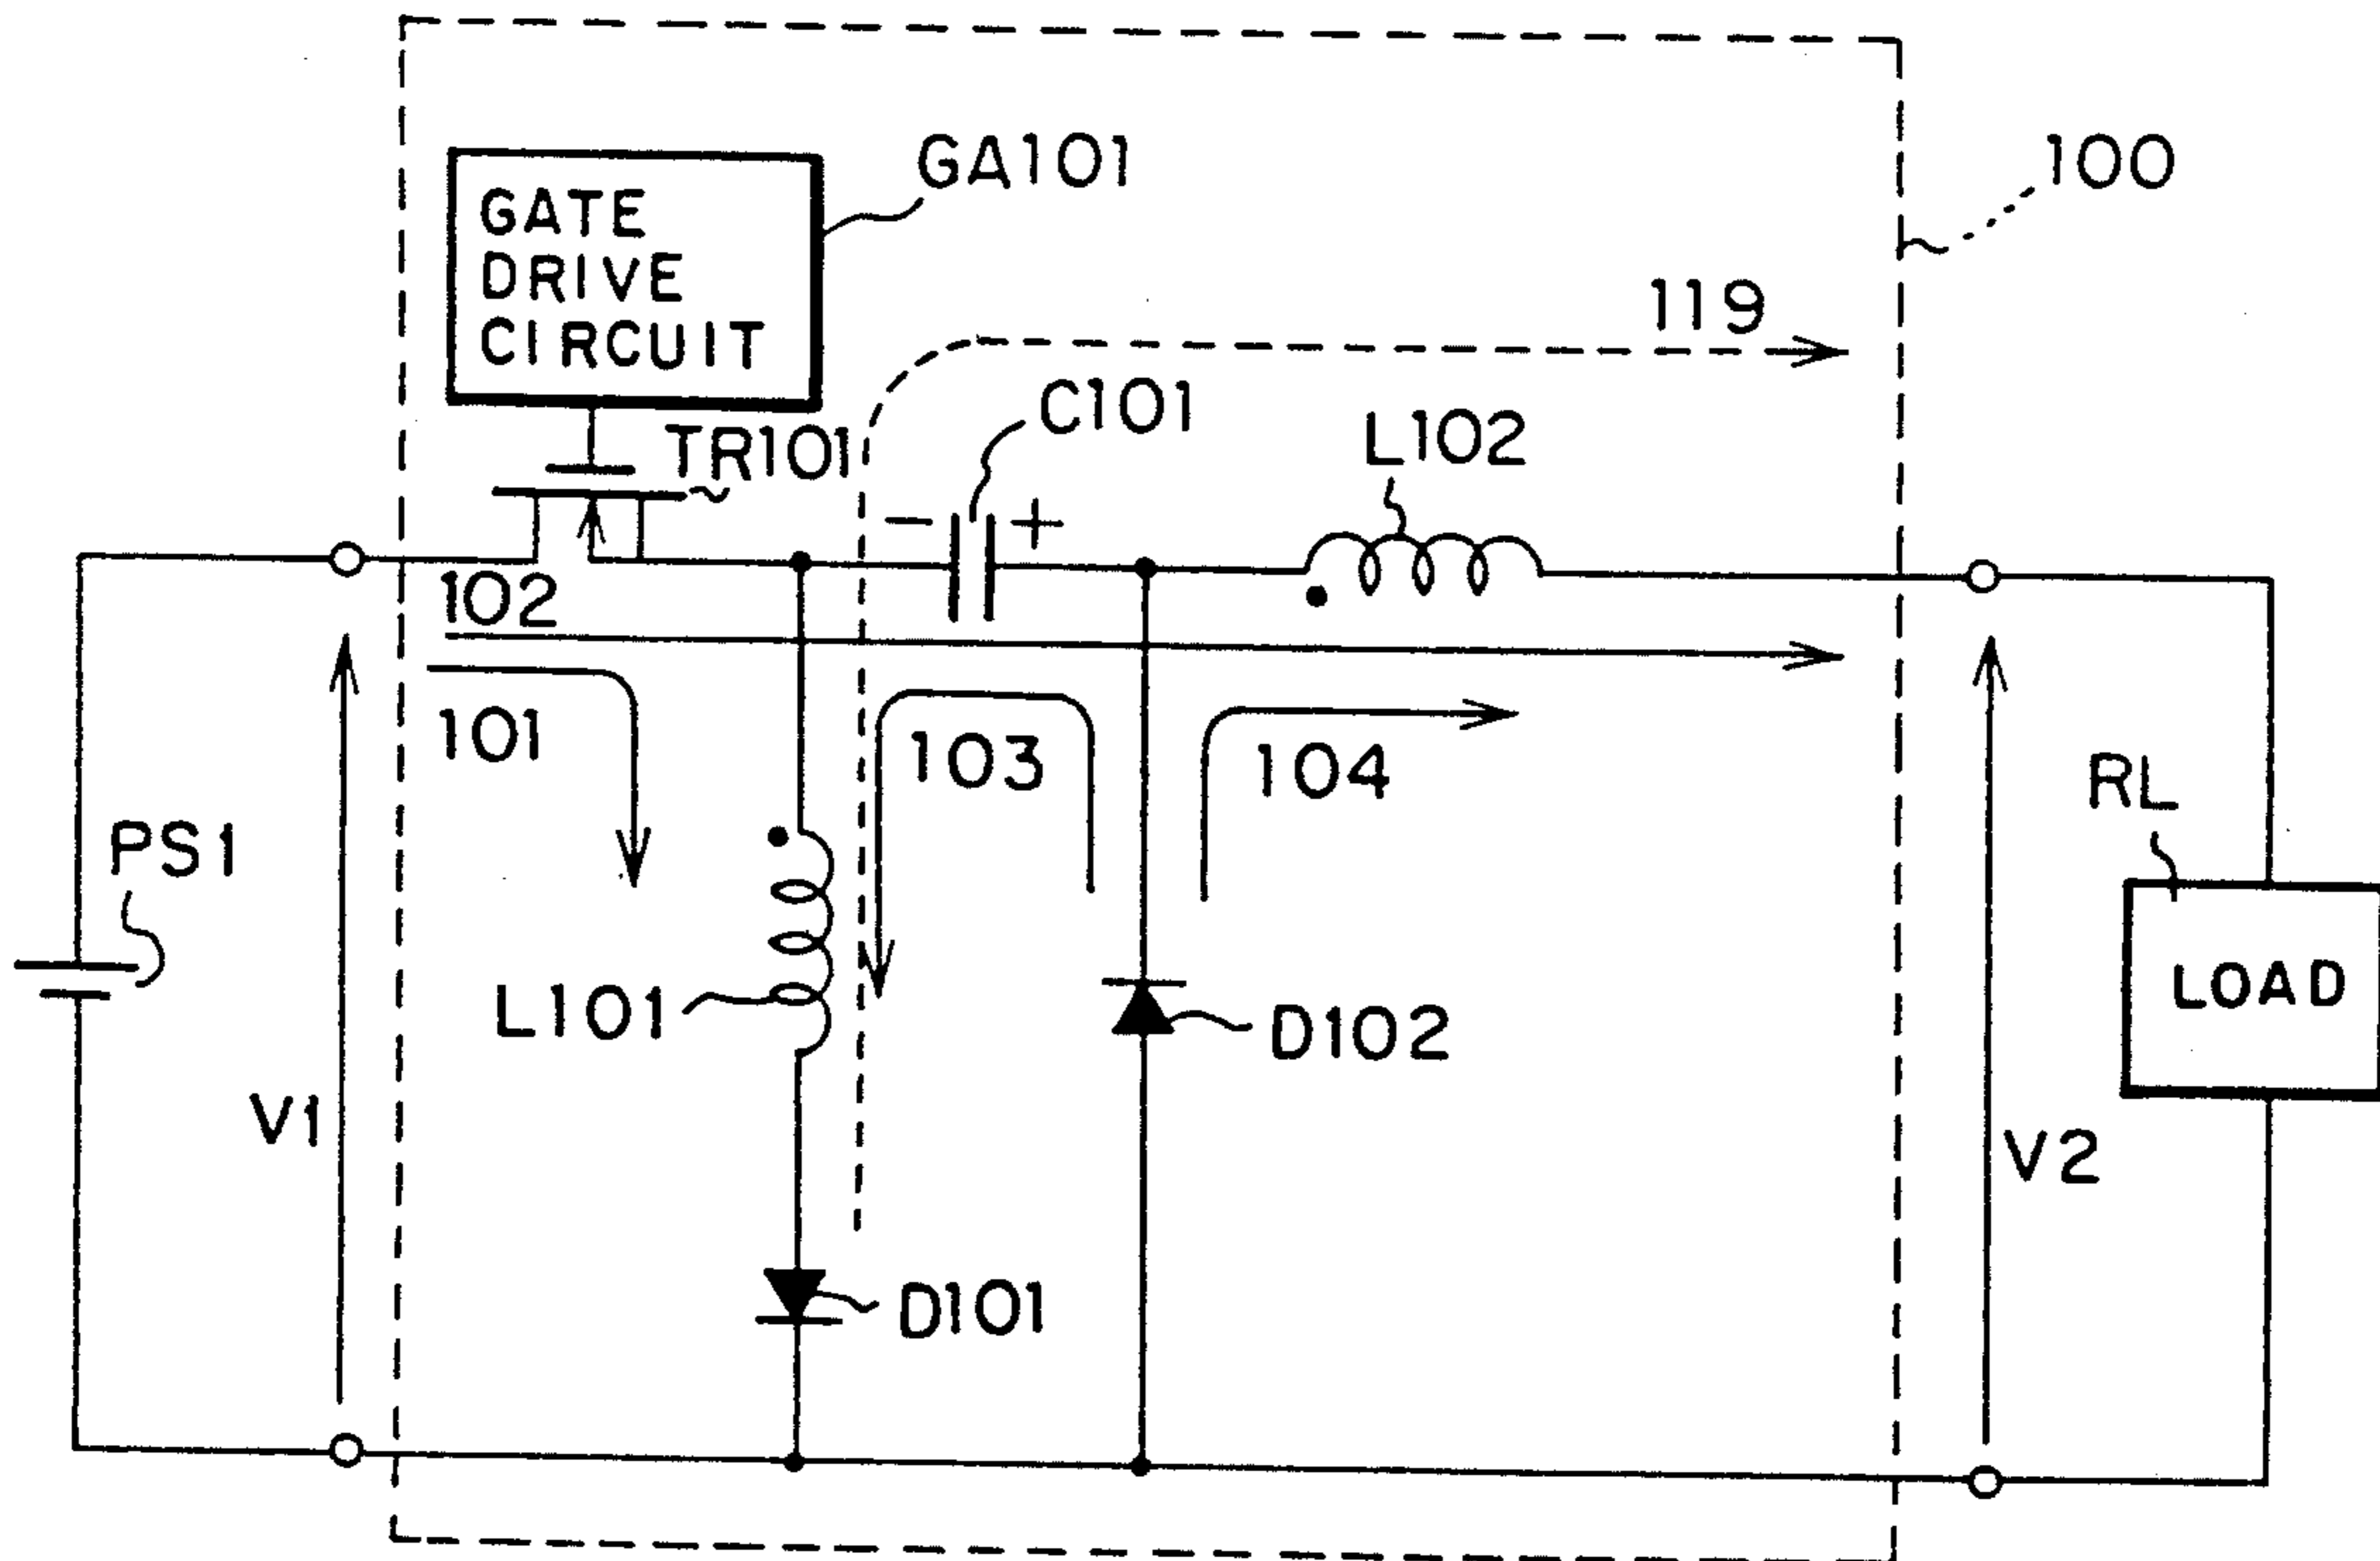 GA101
100
GATE
DRIVE
CIRCUIT
119
C101
TR101
L102
−
+
102
101
103
104
RL
PS1
LOAD
L101
D102
V1
V2
D101